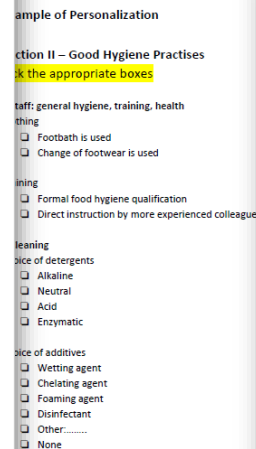 ample of Personalization
ction II – Good Hygiene Practises
k the appropriate boxes
taff: general hygiene, training, health
thing
❑ Footbath is used
❑ Change of footwear is used
ining
❑ Formal food hygiene qualification
❑ Direct instruction by more experienced colleague
leaning
oice of detergents
❑ Alkaline
❑ Neutral
❑ Acid
❑ Enzymatic
oice of additives
❑ Wetting agent
❑ Chelating agent
❑ Foaming agent
❑ Disinfectant
❑ Other:........
❑ None